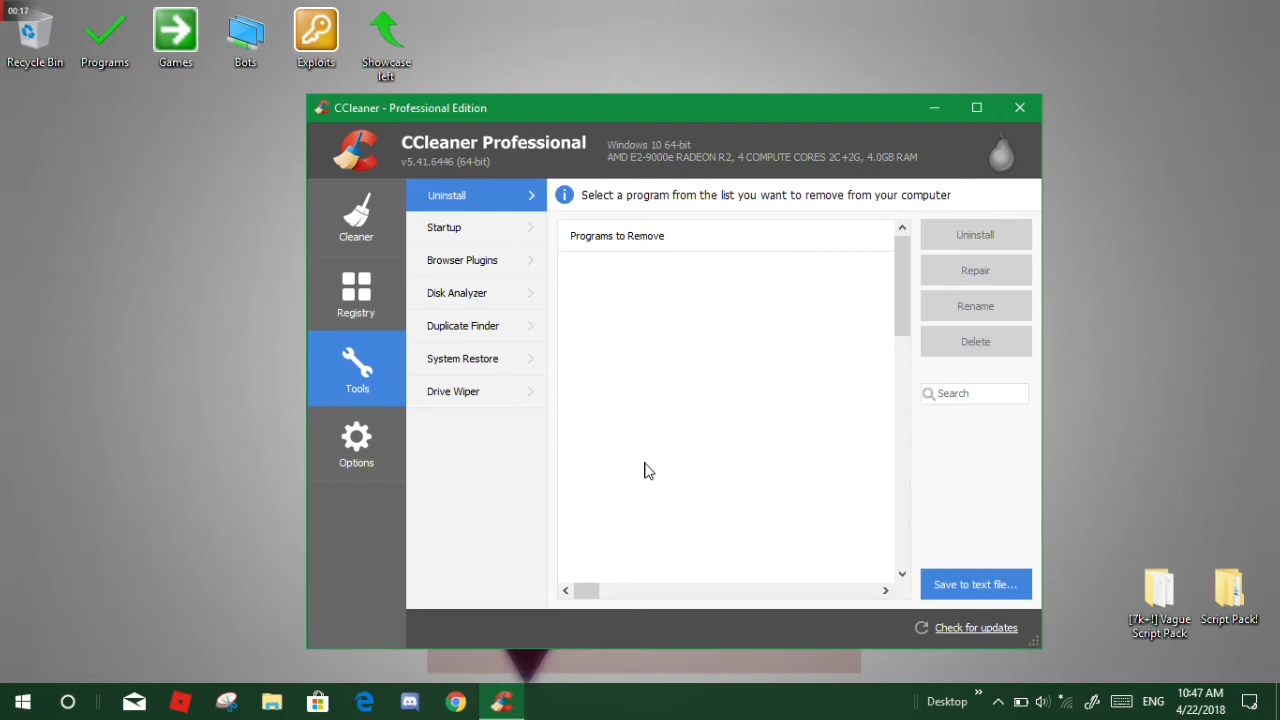 00:17
Recycle Bin
Programs
Games
Bots
Exploits
Showcase
left
CCleaner - Professional Edition
CCleaner Professional
v5.41.6446 (64-bit)
Windows 10 64-bit
AMD E2-9000e RADEON R2, 4 COMPUTE CORES 2C+2G, 4.0GB RAM
Cleaner
Registry
Tools
Options
Uninstall
Startup
Browser Plugins
Disk Analyzer
Duplicate Finder
System Restore
Drive Wiper
Select a program from the list you want to remove from your computer
Programs to Remove
Uninstall
Repair
Rename
Delete
Search
Save to text file...
Check for updates
[7k+!] Vague
Script Pack
Script Pack!
Desktop
ENG
10:47 AM
4/22/2018